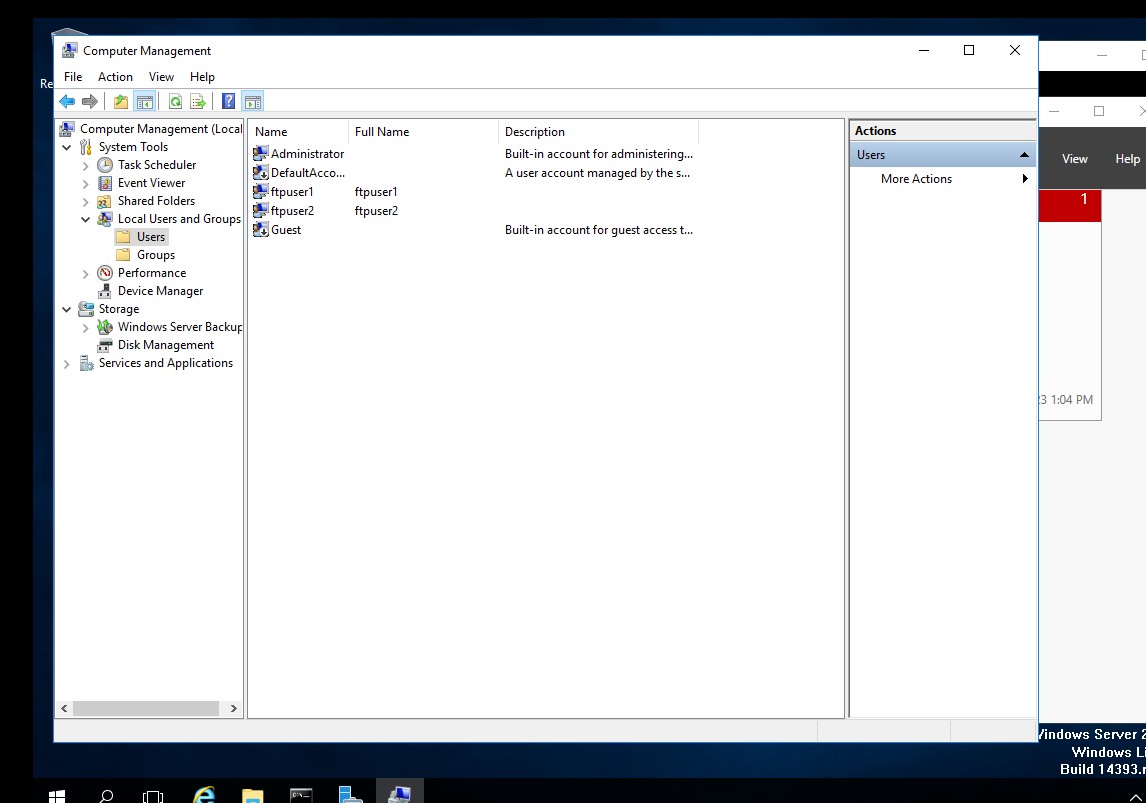 Re
Computer Management
File Action View Help
Computer Management (Local
System Tools
Task Scheduler
Event Viewer
Shared Folders
Local Users and Groups
Users
Groups
Performance
Device Manager
Storage
Windows Server Backup
Disk Management
Services and Applications
Name Full Name Description
Administrator Built-in account for administering...
DefaultAcco... A user account managed by the s...
ftpuser1 ftpuser1
ftpuser2 ftpuser2
Guest Built-in account for guest access t...
Actions
Users
More Actions
View Help
1
23 1:04 PM
Windows Server 2
Windows Li
Build 14393.r